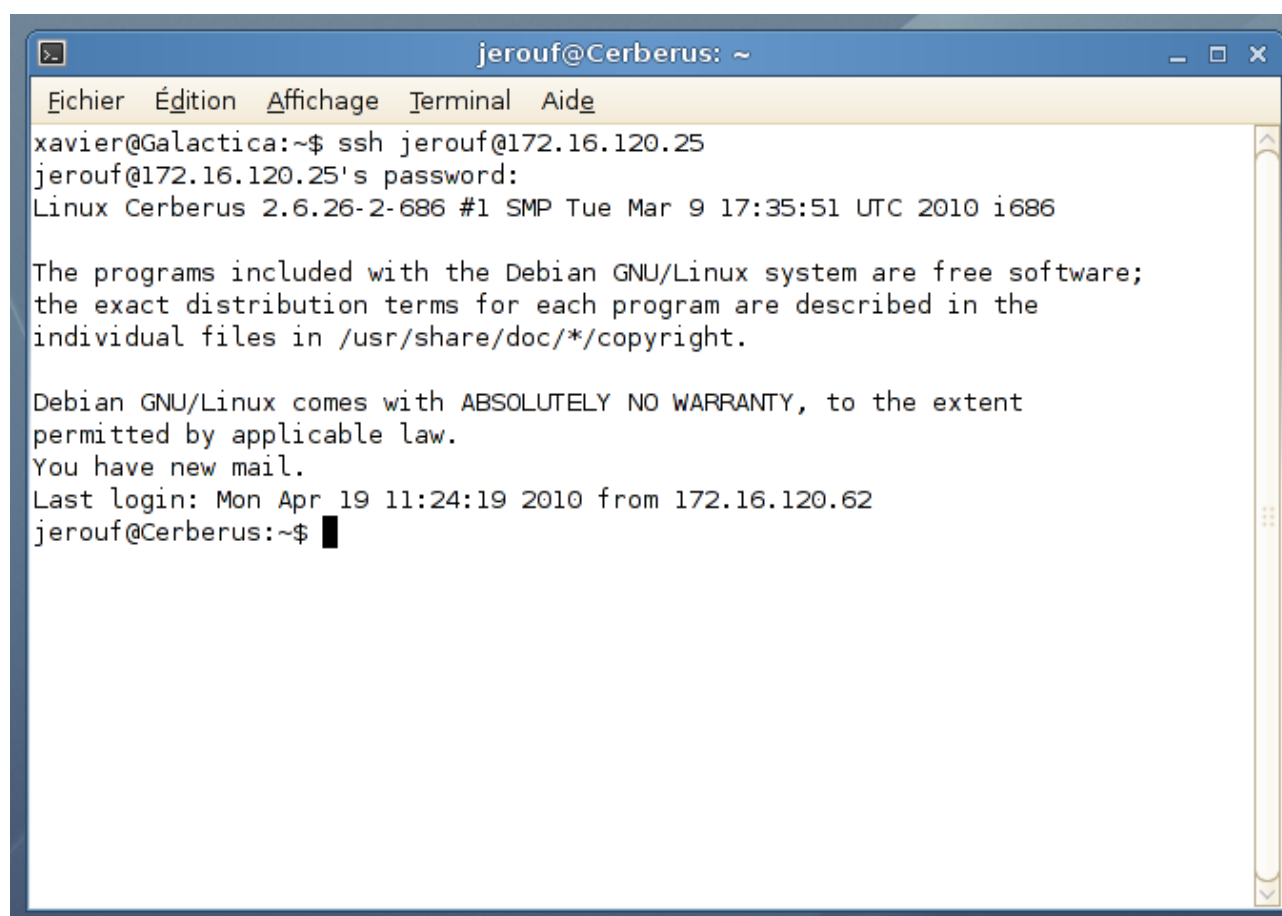 jerouf@Cerberus: ~
Fichier Édition Affichage Terminal Aide
xavier@Galactica:~$ ssh jerouf@172.16.120.25
jerouf@172.16.120.25's password:
Linux Cerberus 2.6.26-2-686 #1 SMP Tue Mar 9 17:35:51 UTC 2010 i686
The programs included with the Debian GNU/Linux system are free software;
the exact distribution terms for each program are described in the
individual files in /usr/share/doc/*/copyright.
Debian GNU/Linux comes with ABSOLUTELY NO WARRANTY, to the extent
permitted by applicable law.
You have new mail.
Last login: Mon Apr 19 11:24:19 2010 from 172.16.120.62
jerouf@Cerberus:~$